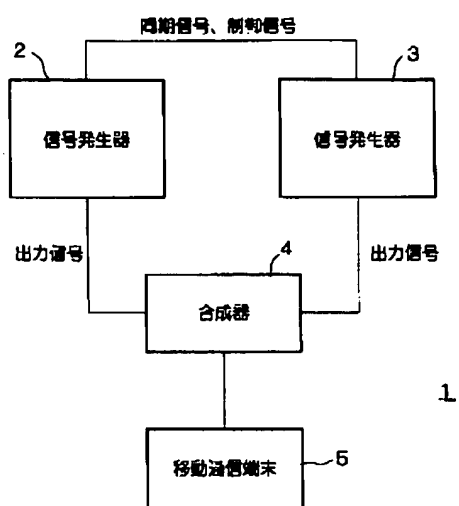 同期信号、制御信号
2
3
信号発生器
信号発生器
出力信号
出力信号
4
合成器
1
移動通信端末
5